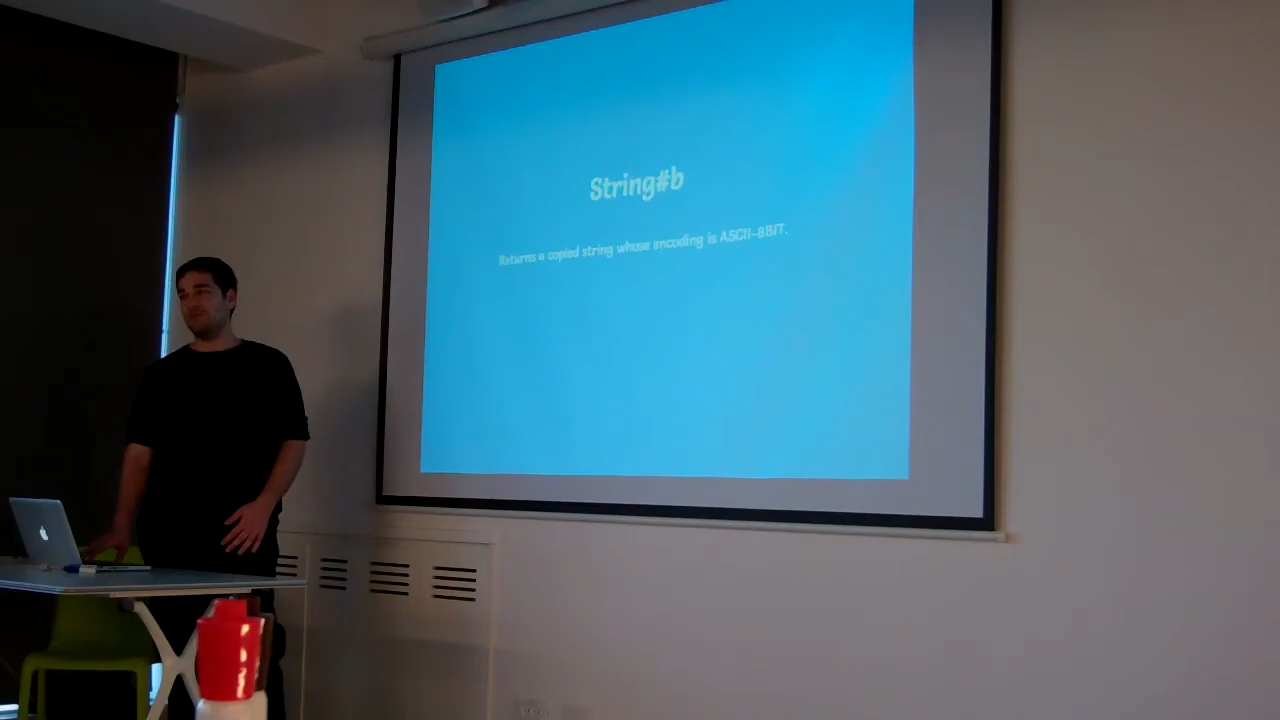 String#b
Returns a copied string whose encoding is ASCII-8BIT.